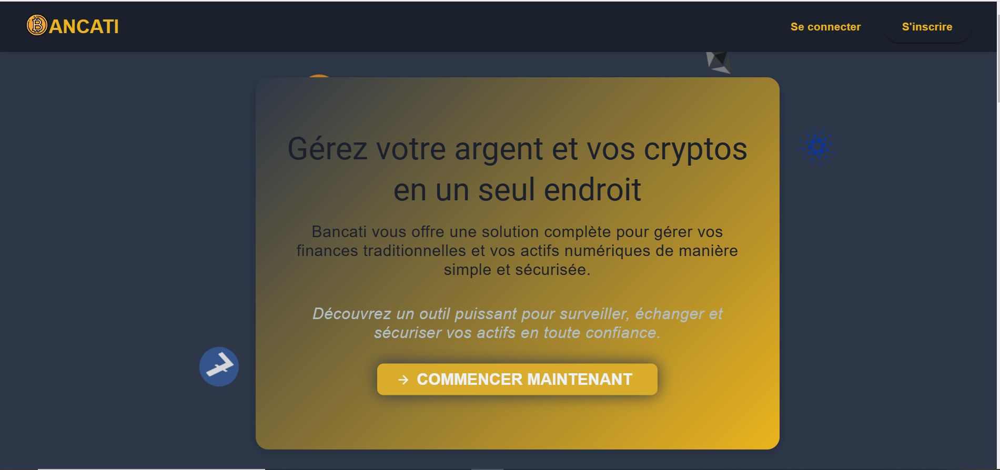 BANCATI
Se connecter
S'inscrire
Gérez votre argent et vos cryptos
en un seul endroit
Bancati vous offre une solution complète pour gérer vos
finances traditionnelles et vos actifs numériques de manière
simple et sécurisée.
Découvrez un outil puissant pour surveiller, échanger et
sécuriser vos actifs en toute confiance.
→ COMMENCER MAINTENANT